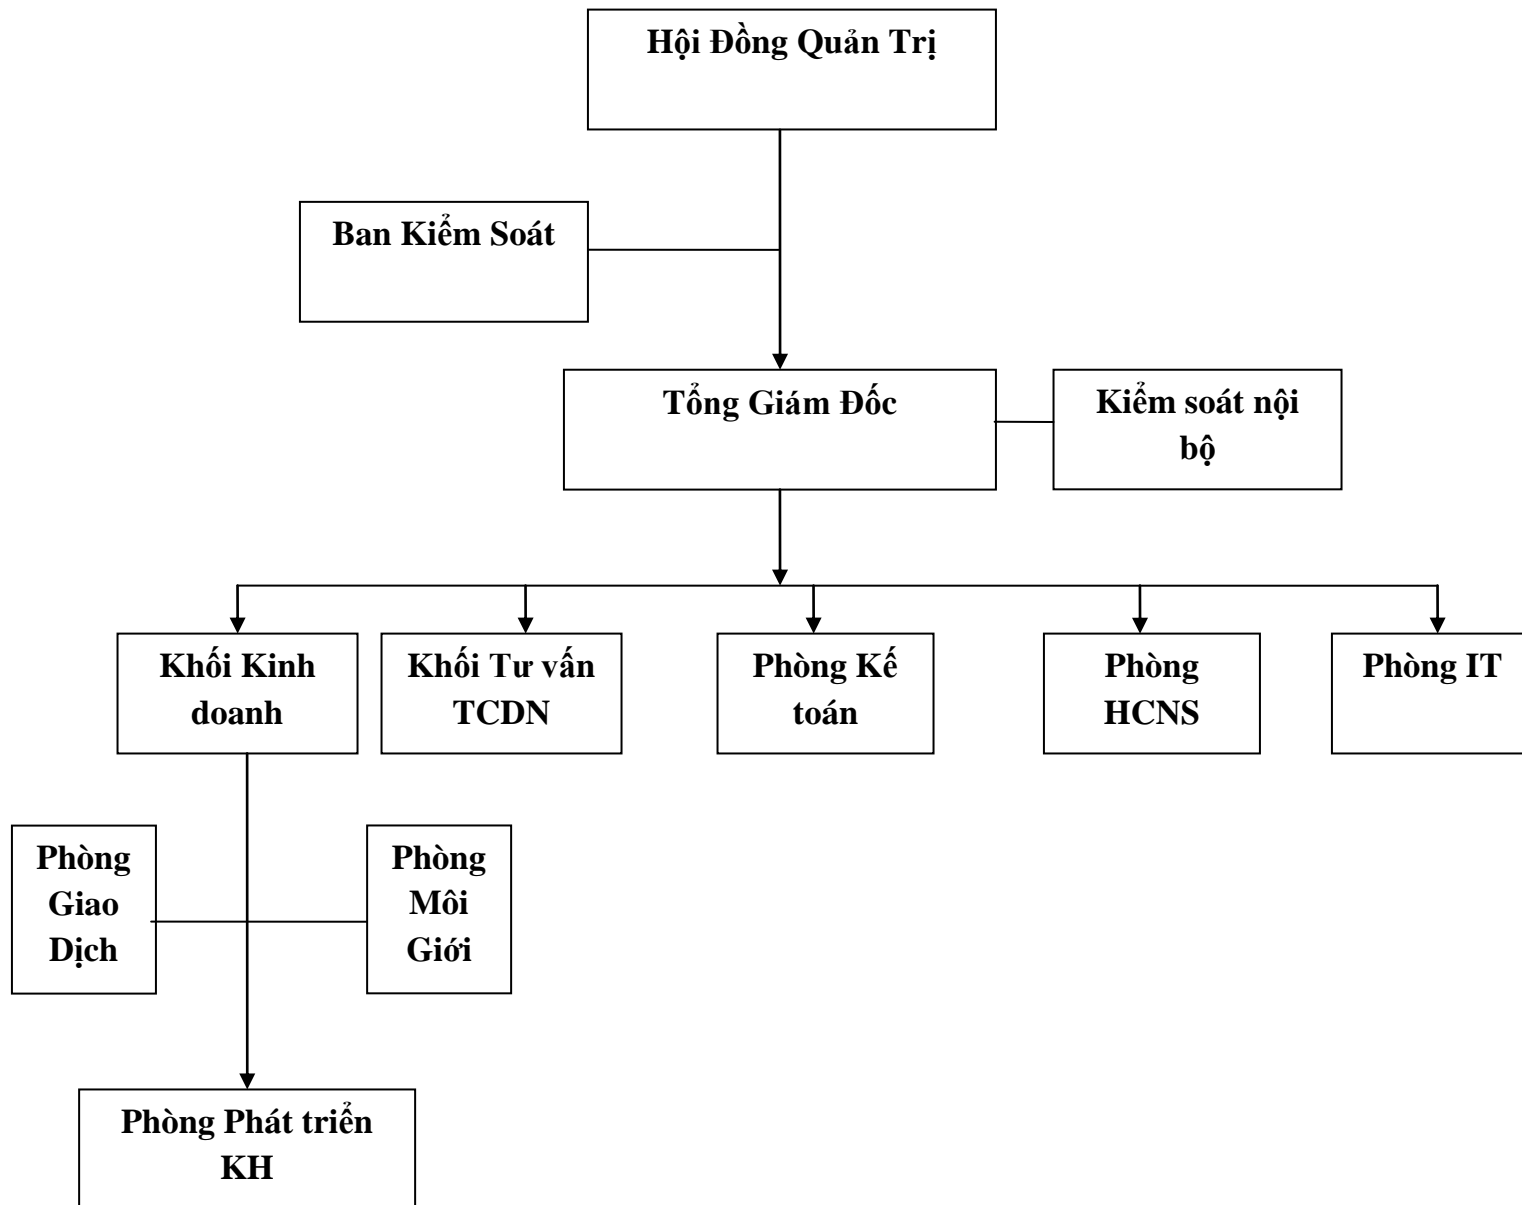 Hội Đồng Quản Trị
Ban Kiểm Soát
Tổng Giám Đốc
Kiểm soát nội
bộ
Khối Kinh
doanh
Khối Tư vấn
TCDN
Phòng Kế
toán
Phòng
HCNS
Phòng IT
Phòng
Giao
Dịch
Phòng
Môi
Giới
Phòng Phát triển
KH